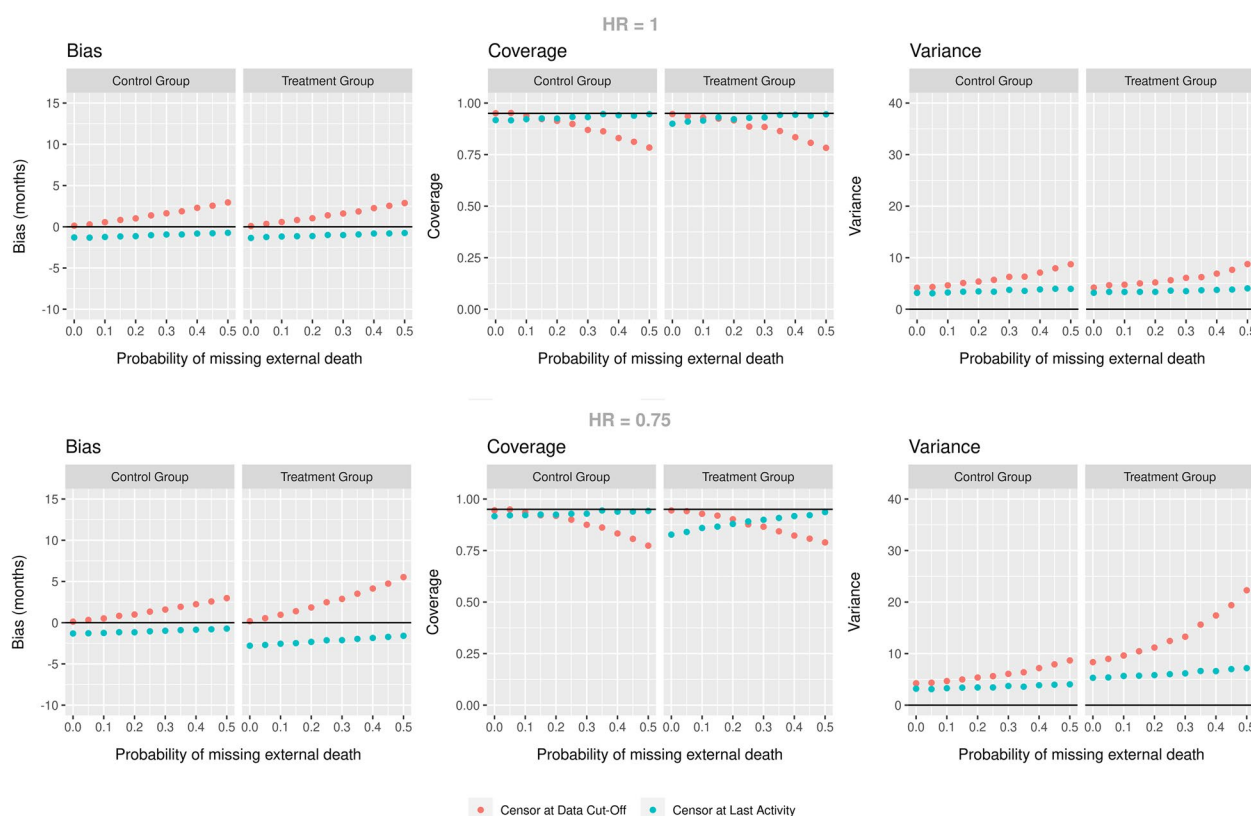 HR = 1
Bias
Coverage
Variance
Control Group
Treatment Group
Control Group
Treatment Group
Control Group
Treatment Group
Bias (months)
15
10
5
0
-5
-10
Coverage
1.00
0.75
0.50
0.25
0.00
Variance
40
30
20
10
0
0.0 0.1 0.2 0.3 0.4 0.5 0.0 0.1 0.2 0.3 0.4 0.5
0.0 0.1 0.2 0.3 0.4 0.5 0.0 0.1 0.2 0.3 0.4 0.5
0.0 0.1 0.2 0.3 0.4 0.5 0.0 0.1 0.2 0.3 0.4 0.5
Probability of missing external death
Probability of missing external death
Probability of missing external death
HR = 0.75
Bias
Coverage
Variance
Control Group
Treatment Group
Control Group
Treatment Group
Control Group
Treatment Group
Bias (months)
15
10
5
0
-5
-10
Coverage
1.00
0.75
0.50
0.25
0.00
Variance
40
30
20
10
0
0.0 0.1 0.2 0.3 0.4 0.5 0.0 0.1 0.2 0.3 0.4 0.5
0.0 0.1 0.2 0.3 0.4 0.5 0.0 0.1 0.2 0.3 0.4 0.5
0.0 0.1 0.2 0.3 0.4 0.5 0.0 0.1 0.2 0.3 0.4 0.5
Probability of missing external death
Probability of missing external death
Probability of missing external death
Censor at Data Cut-Off
Censor at Last Activity